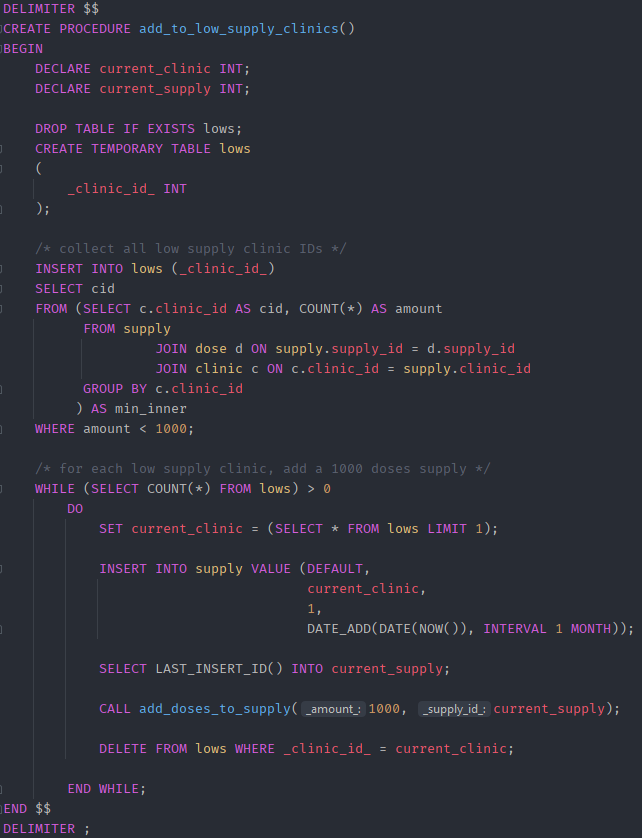 DELIMITER $$
CREATE PROCEDURE add_to_low_supply_clinics()
BEGIN
    DECLARE current_clinic INT;
    DECLARE current_supply INT;

    DROP TABLE IF EXISTS lows;
    CREATE TEMPORARY TABLE lows
    (
        _clinic_id_ INT
    );

    /* collect all low supply clinic IDs */
    INSERT INTO lows (_clinic_id_)
    SELECT cid
    FROM (SELECT c.clinic_id AS cid, COUNT(*) AS amount
          FROM supply
                   JOIN dose d ON supply.supply_id = d.supply_id
                   JOIN clinic c ON c.clinic_id = supply.clinic_id
          GROUP BY c.clinic_id
         ) AS min_inner
    WHERE amount < 1000;

    /* for each low supply clinic, add a 1000 doses supply */
    WHILE (SELECT COUNT(*) FROM lows) > 0
        DO
            SET current_clinic = (SELECT * FROM lows LIMIT 1);

            INSERT INTO supply VALUE (DEFAULT,
                                      current_clinic,
                                      1,
                                      DATE_ADD(DATE(NOW()), INTERVAL 1 MONTH));

            SELECT LAST_INSERT_ID() INTO current_supply;

            CALL add_doses_to_supply( _amount_: 1000, _supply_id_: current_supply);

            DELETE FROM lows WHERE _clinic_id_ = current_clinic;

        END WHILE;
END $$
DELIMITER ;